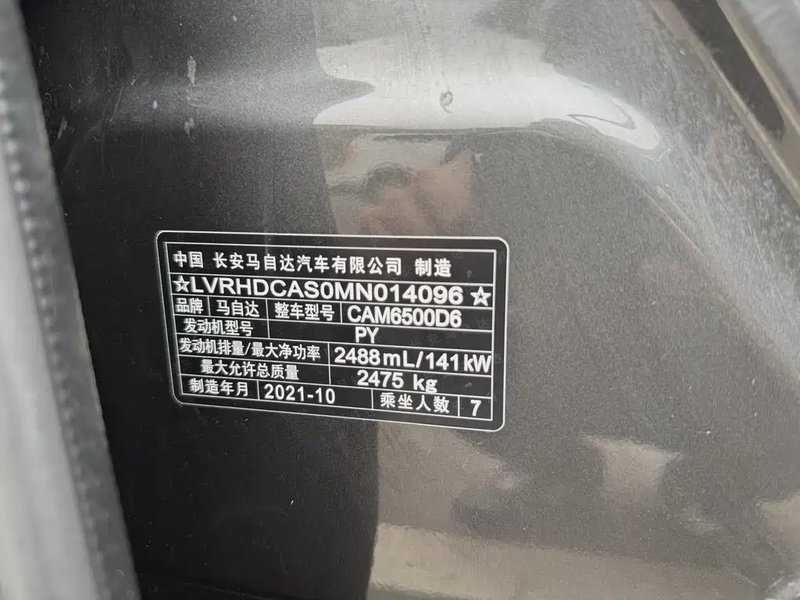 中国 长安马自达汽车有限公司 制造
☆LVRHDCAS0MN014096☆
品牌 马自达 整车型号 CAM6500D6
发动机型号 PY
发动机排量/最大净功率 2488mL/141kW
最大允许总质量 2475 kg
制造年月 2021-10 乘坐人数 7